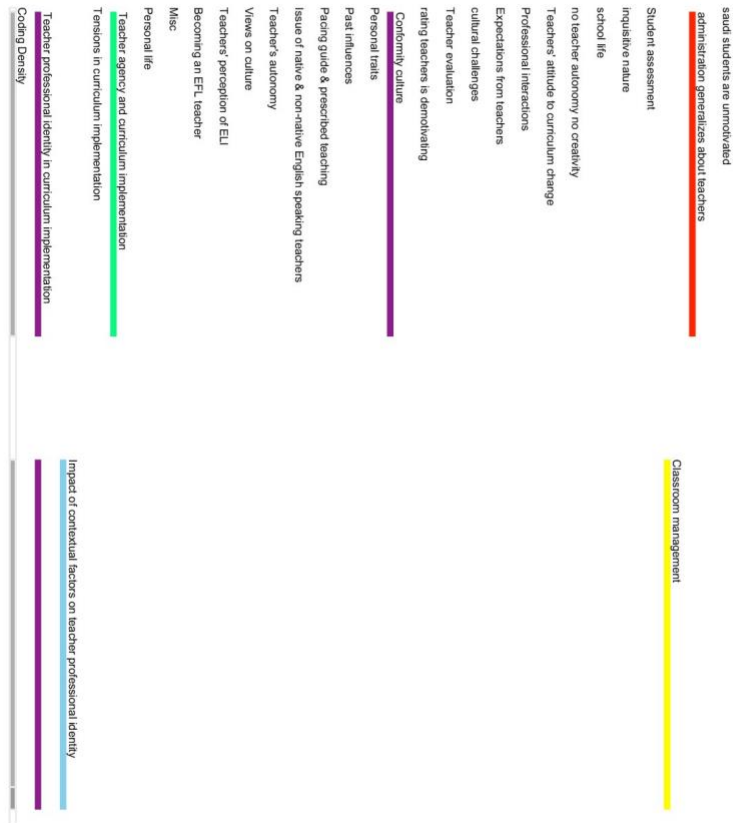 saudi students are unmotivated
administration generalizes about teachers
Classroom management
Student assessment
inquisitive nature
school life
no teacher autonomy no creativity
Teachers' attitude to curriculum change
Professional interactions
Expectations from teachers
cultural challenges
Teacher evaluation
rating teachers is demotivating
Conformity culture
Personal traits
Past influences
Pacing guide & prescribed teaching
Issue of native & non-native English speaking teachers
Teacher's autonomy
Views on culture
Teachers' perception of ELI
Becoming an EFL teacher
Misc
Personal life
Teacher agency and curriculum implementation
Tensions in curriculum implementation
Impact of contextual factors on teacher professional identity
Teacher professional identity in curriculum implementation
Coding Density